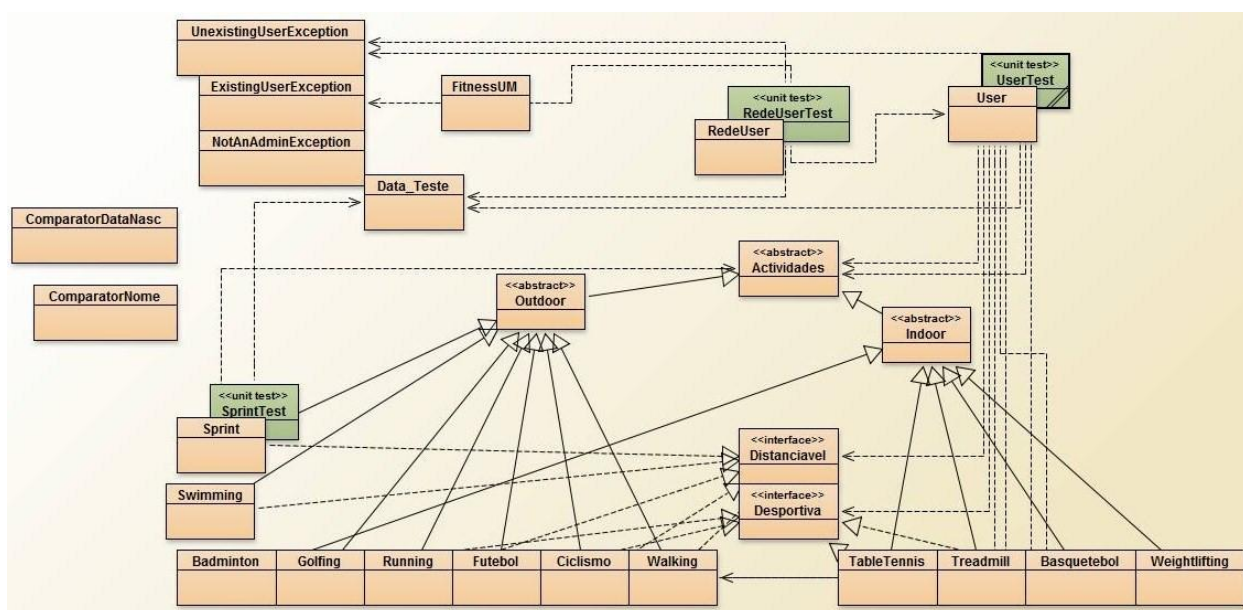 UnexistingUserException
<<unit test>>
UserTest
ExistingUserException
FitnessUM
<<unit test>>
RedeUserTest
User
RedeUser
NotAnAdminException
Data_Teste
ComparatorDataNasc
<<abstract>>
Actividades
<<abstract>>
Outdoor
ComparatorNome
<<abstract>>
Indoor
<<unit test>>
SprintTest
Sprint
<<interface>>
Distanciavel
Swimming
<<interface>>
Desportiva
Badminton
Golfing
Running
Futebol
Ciclismo
Walking
TableTennis
Treadmill
Basquetebol
Weightlifting